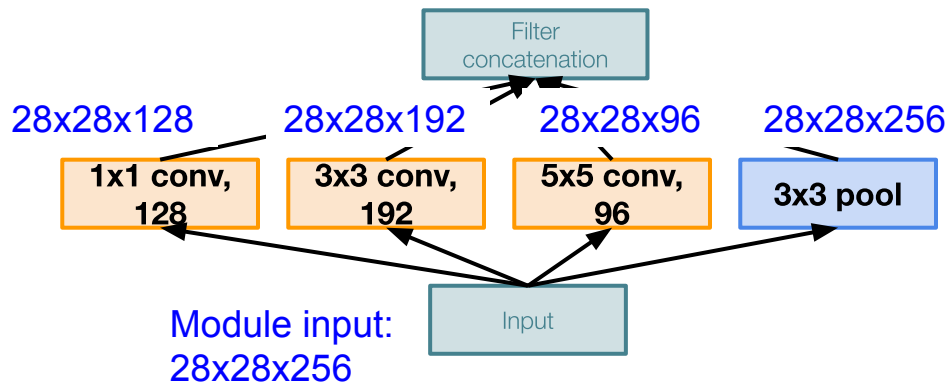 Filter
concatenation
28x28x128
28x28x192
28x28x96
28x28x256
1x1 conv,
128
3x3 conv,
192
5x5 conv,
96
3x3 pool
Input
Module input:
28x28x256